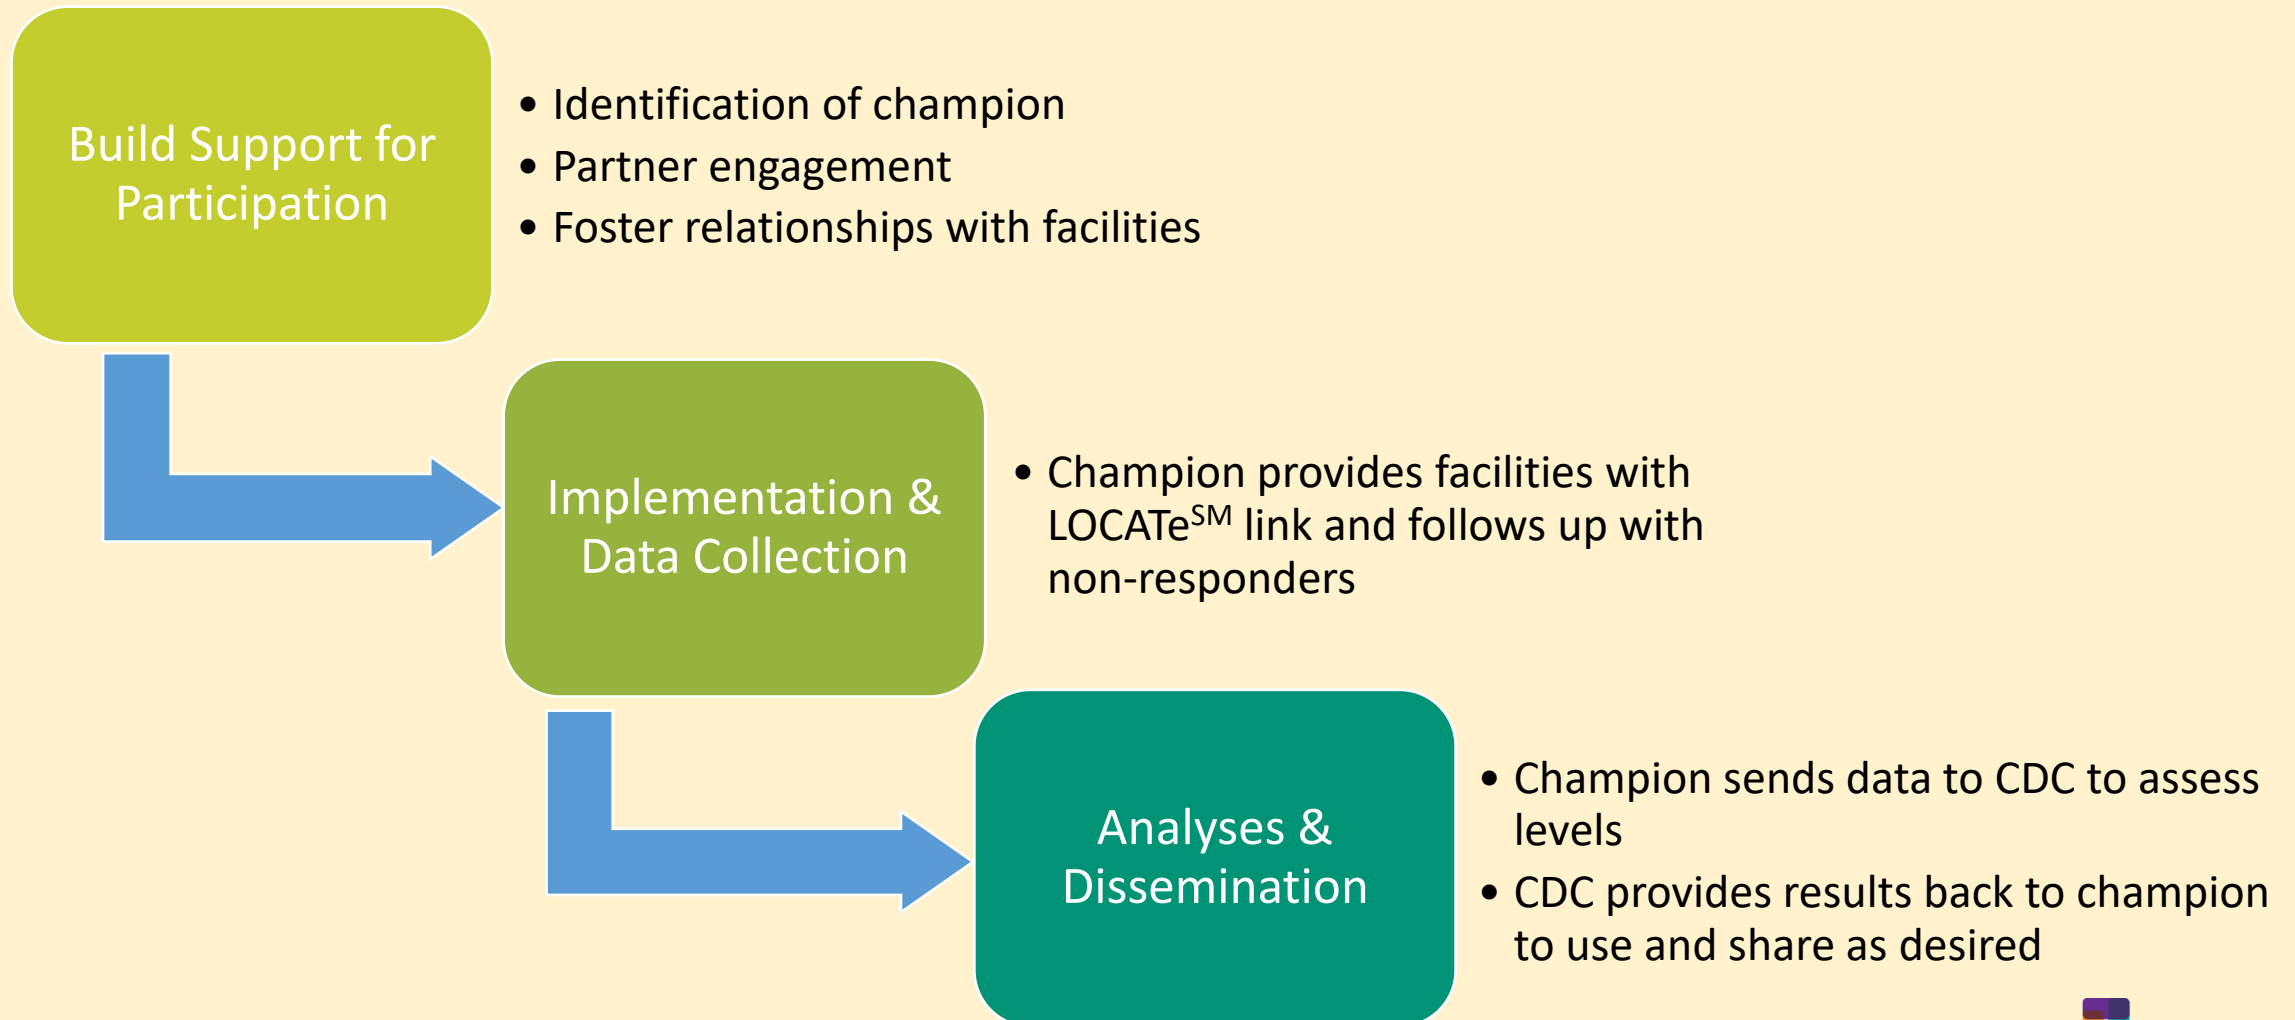 Build Support for
Participation
• Identification of champion
• Partner engagement
• Foster relationships with facilities
Implementation &
Data Collection
• Champion provides facilities with
LOCATeSM link and follows up with
non-responders
Analyses &
Dissemination
• Champion sends data to CDC to assess
levels
• CDC provides results back to champion
to use and share as desired